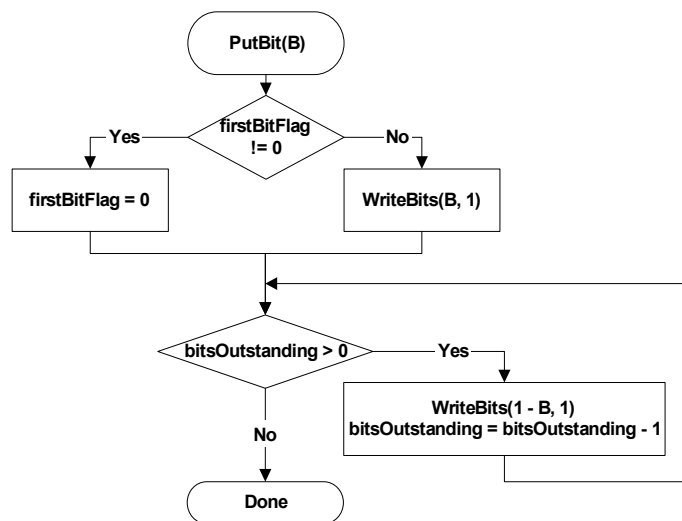 PutBit(B)
firstBitFlag
!= 0
Yes
No
firstBitFlag = 0
WriteBits(B, 1)
bitsOutstanding > 0
Yes
WriteBits(1 - B, 1)
bitsOutstanding = bitsOutstanding - 1
No
Done